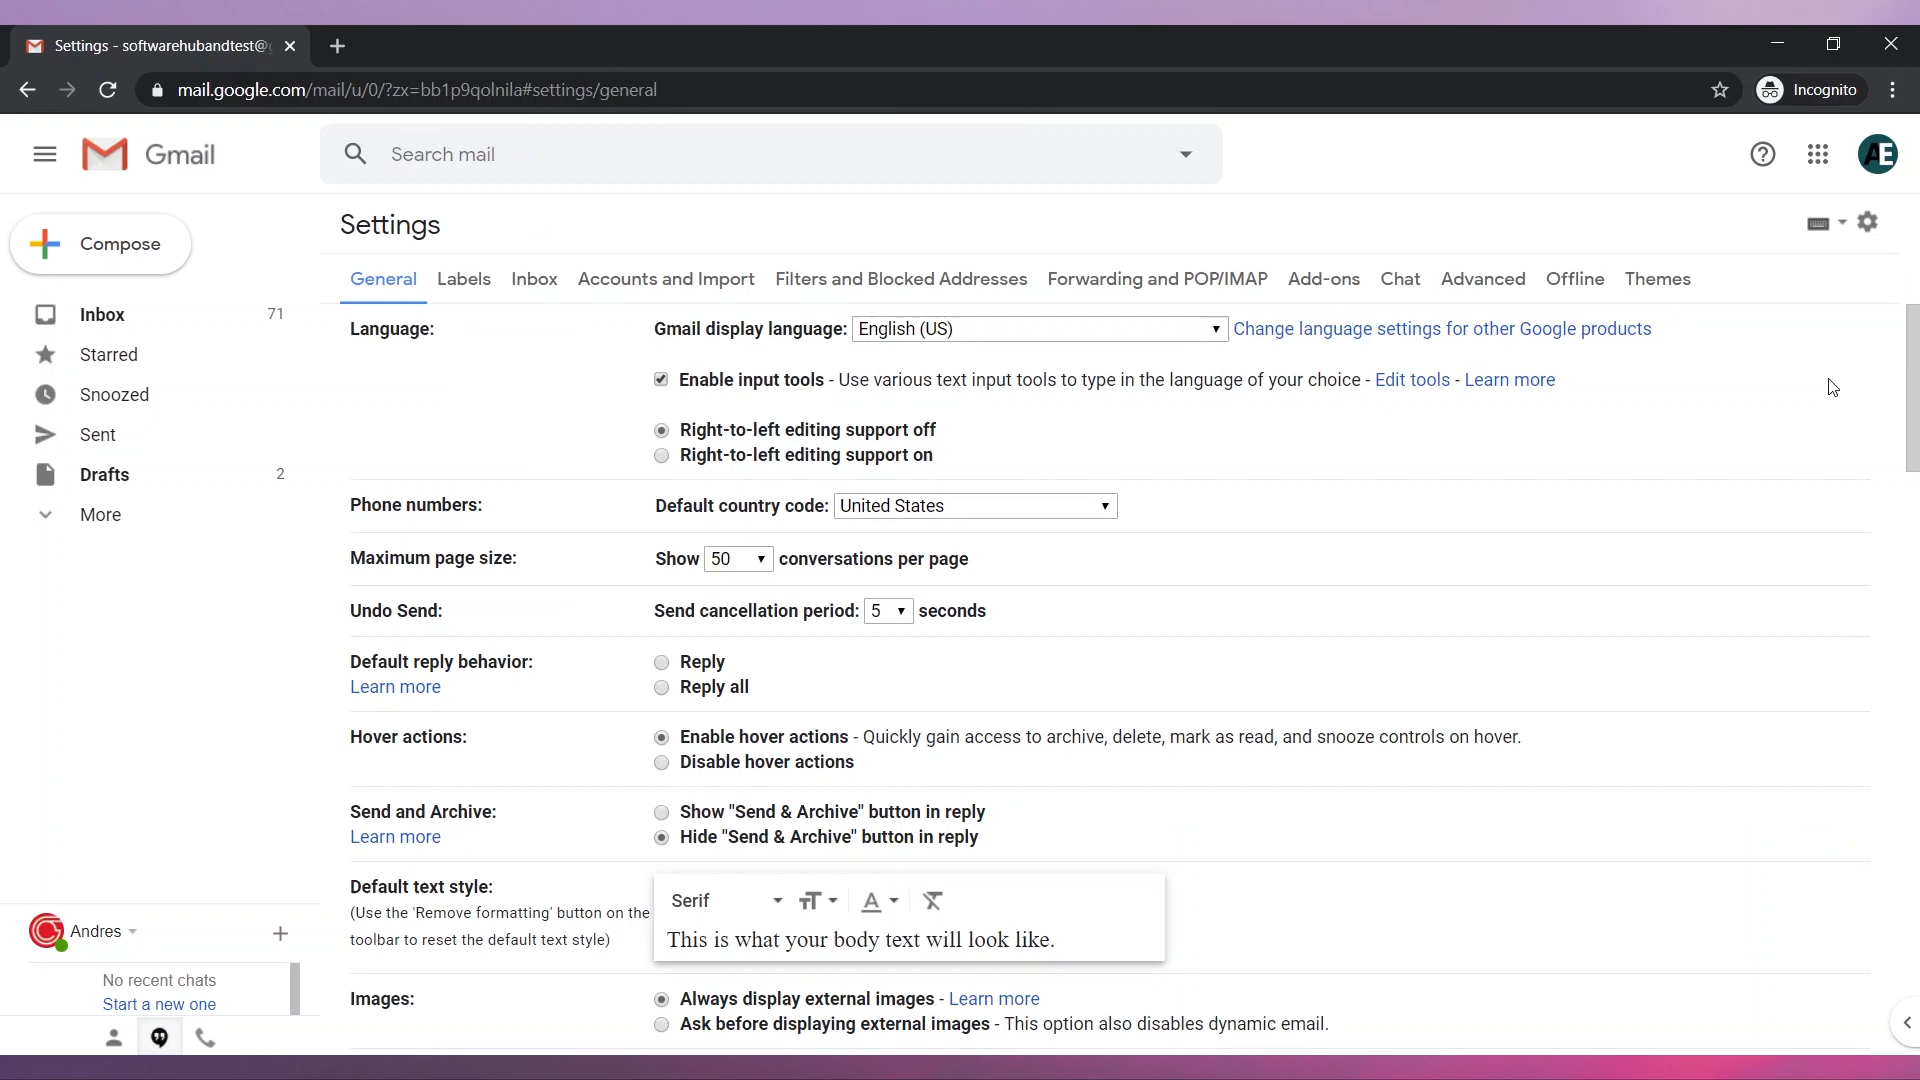 Settings - softwarehubandtest@
mail.google.com/mail/u/0/?zx=bb1p9qolnila#settings/general
Incognito
Gmail
Search mail
AE
Compose
Inbox 71
Starred
Snoozed
Sent
Drafts 2
More
Andres
No recent chats
Start a new one
Settings
General Labels Inbox Accounts and Import Filters and Blocked Addresses Forwarding and POP/IMAP Add-ons Chat Advanced Offline Themes
Language: Gmail display language: English (US) Change language settings for other Google products
Enable input tools - Use various text input tools to type in the language of your choice - Edit tools - Learn more
Right-to-left editing support off
Right-to-left editing support on
Phone numbers: Default country code: United States
Maximum page size: Show 50 conversations per page
Undo Send: Send cancellation period: 5 seconds
Default reply behavior: Reply
Learn more Reply all
Hover actions: Enable hover actions - Quickly gain access to archive, delete, mark as read, and snooze controls on hover.
Disable hover actions
Send and Archive: Show "Send & Archive" button in reply
Learn more Hide "Send & Archive" button in reply
Default text style:
(Use the 'Remove formatting' button on the
toolbar to reset the default text style)
Serif
This is what your body text will look like.
Images: Always display external images - Learn more
Ask before displaying external images - This option also disables dynamic email.